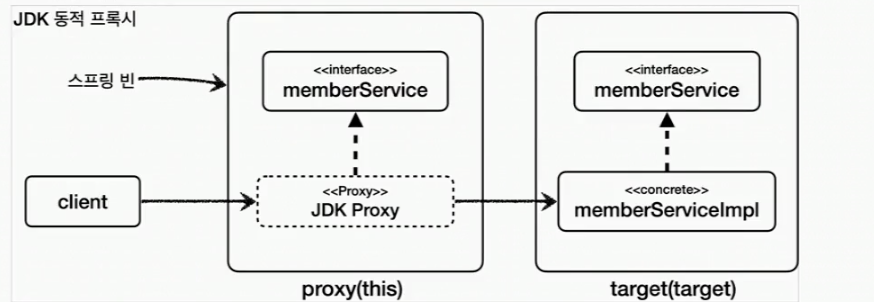 JDK 동적 프록시
스프링 빈
<<interface>>
memberService
<<interface>>
memberService
client
<<Proxy>>
JDK Proxy
<<concrete>>
memberServiceImpl
proxy(this)
target(target)